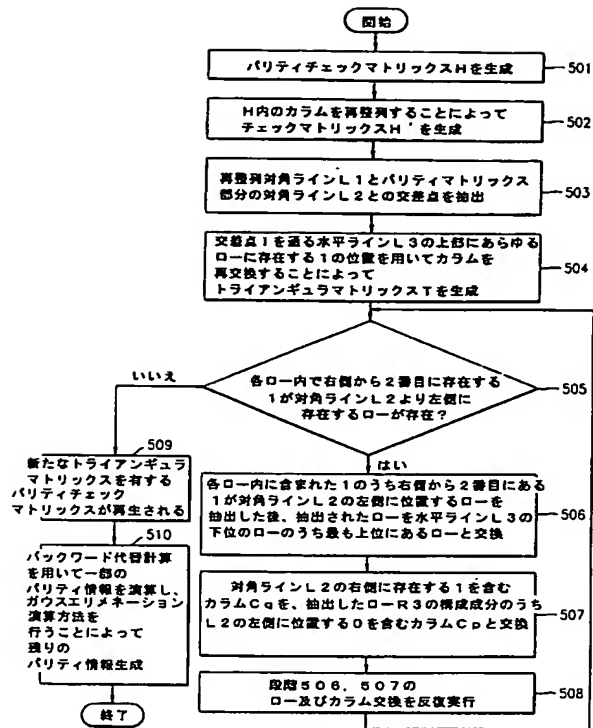 開始
パリティチェックマトリックスHを生成
501
H内のカラムを再整列することによって
チェックマトリックスH'を生成
502
再整列対角ラインL1とパリティマトリックス
部分の対角ラインL2との交差点を抽出
503
交差点Iを通る水平ラインL3の上部にあらゆる
ローに存在する1の位置を用いてカラムを
再交換することによって
トライアンギュラマトリックスTを生成
504
各ロー内で右側から2番目に存在する
1が対角ラインL2より左側に
存在するローが存在?
505
いいえ
はい
509
新たなトライアンギュラ
マトリックスを有する
パリティチェック
マトリックスが再生される
各ロー内に含まれた1のうち右側から2番目にある
1が対角ラインL2の左側に位置するローを
抽出した後、抽出されたローを水平ラインL3の
下位のローのうち最も上位にあるローと交換
506
510
バックワード代替計算
を用いて一部の
パリティ情報を演算し、
ガウスエリメネーション
演算方法を
行うことによって
残りの
パリティ情報生成
対角ラインL2の右側に存在する1を含む
カラムCqを、抽出したローR3の構成成分のうち
L2の左側に位置する0を含むカラムCpと交換
507
段階506,507の
ロー及びカラム交換を反復実行
508
終了